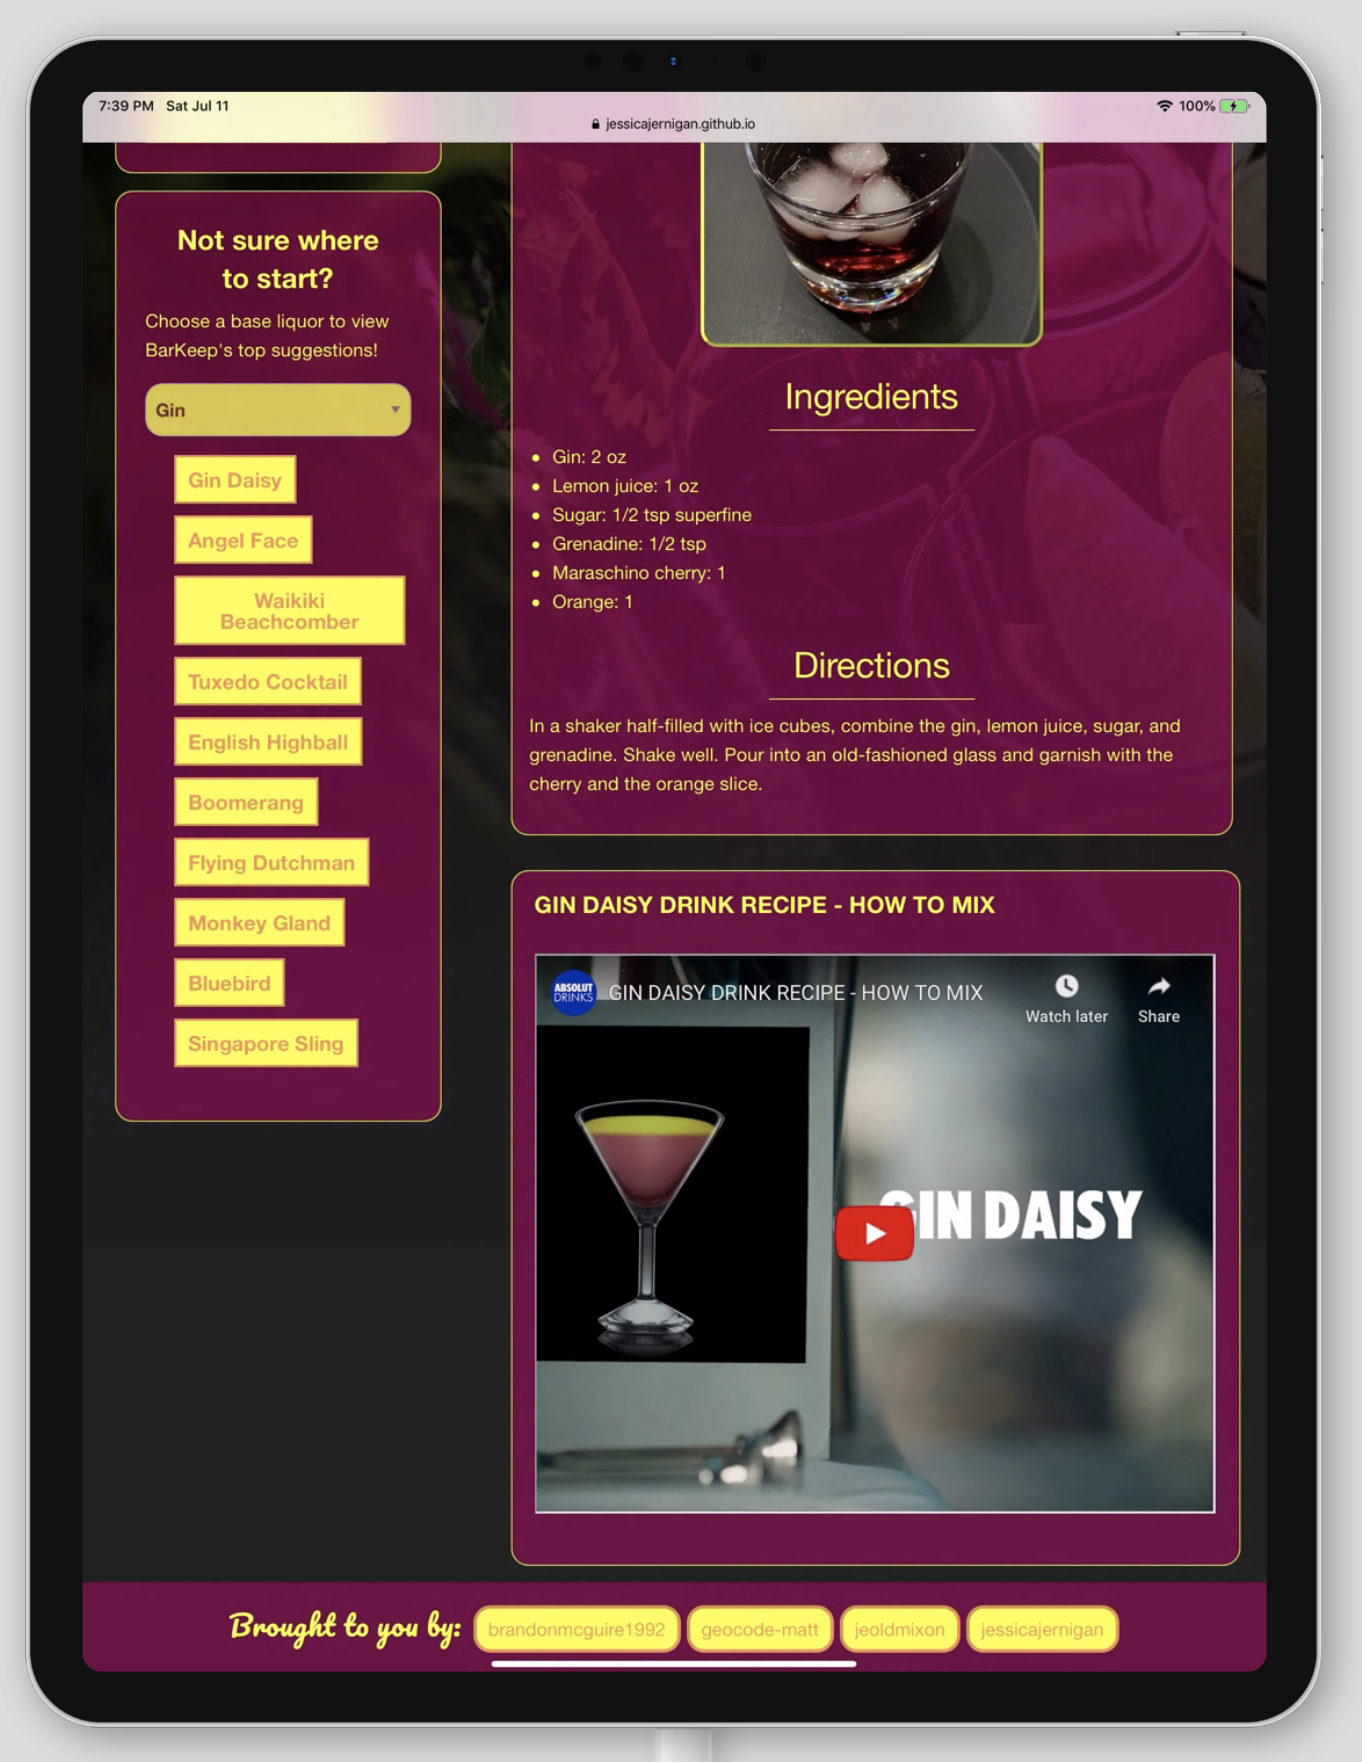 7:39 PM Sat Jul 11
100%
jessicajernigan.github.io
Not sure where
to start?
Choose a base liquor to view
BarKeep's top suggestions!
Gin
Gin Daisy
Angel Face
Waikiki
Beachcomber
Tuxedo Cocktail
English Highball
Boomerang
Flying Dutchman
Monkey Gland
Bluebird
Singapore Sling
Ingredients
• Gin: 2 oz
• Lemon juice: 1 oz
• Sugar: 1/2 tsp superfine
• Grenadine: 1/2 tsp
• Maraschino cherry: 1
• Orange: 1
Directions
In a shaker half-filled with ice cubes, combine the gin, lemon juice, sugar, and
grenadine. Shake well. Pour into an old-fashioned glass and garnish with the
cherry and the orange slice.
GIN DAISY DRINK RECIPE - HOW TO MIX
ABSOLUT
DRINKS
GIN DAISY DRINK RECIPE - HOW TO MIX
Watch later
Share
GIN DAISY
Brought to you by:
brandonmcguire1992
geocode-matt
jeoldmixon
jessicajernigan